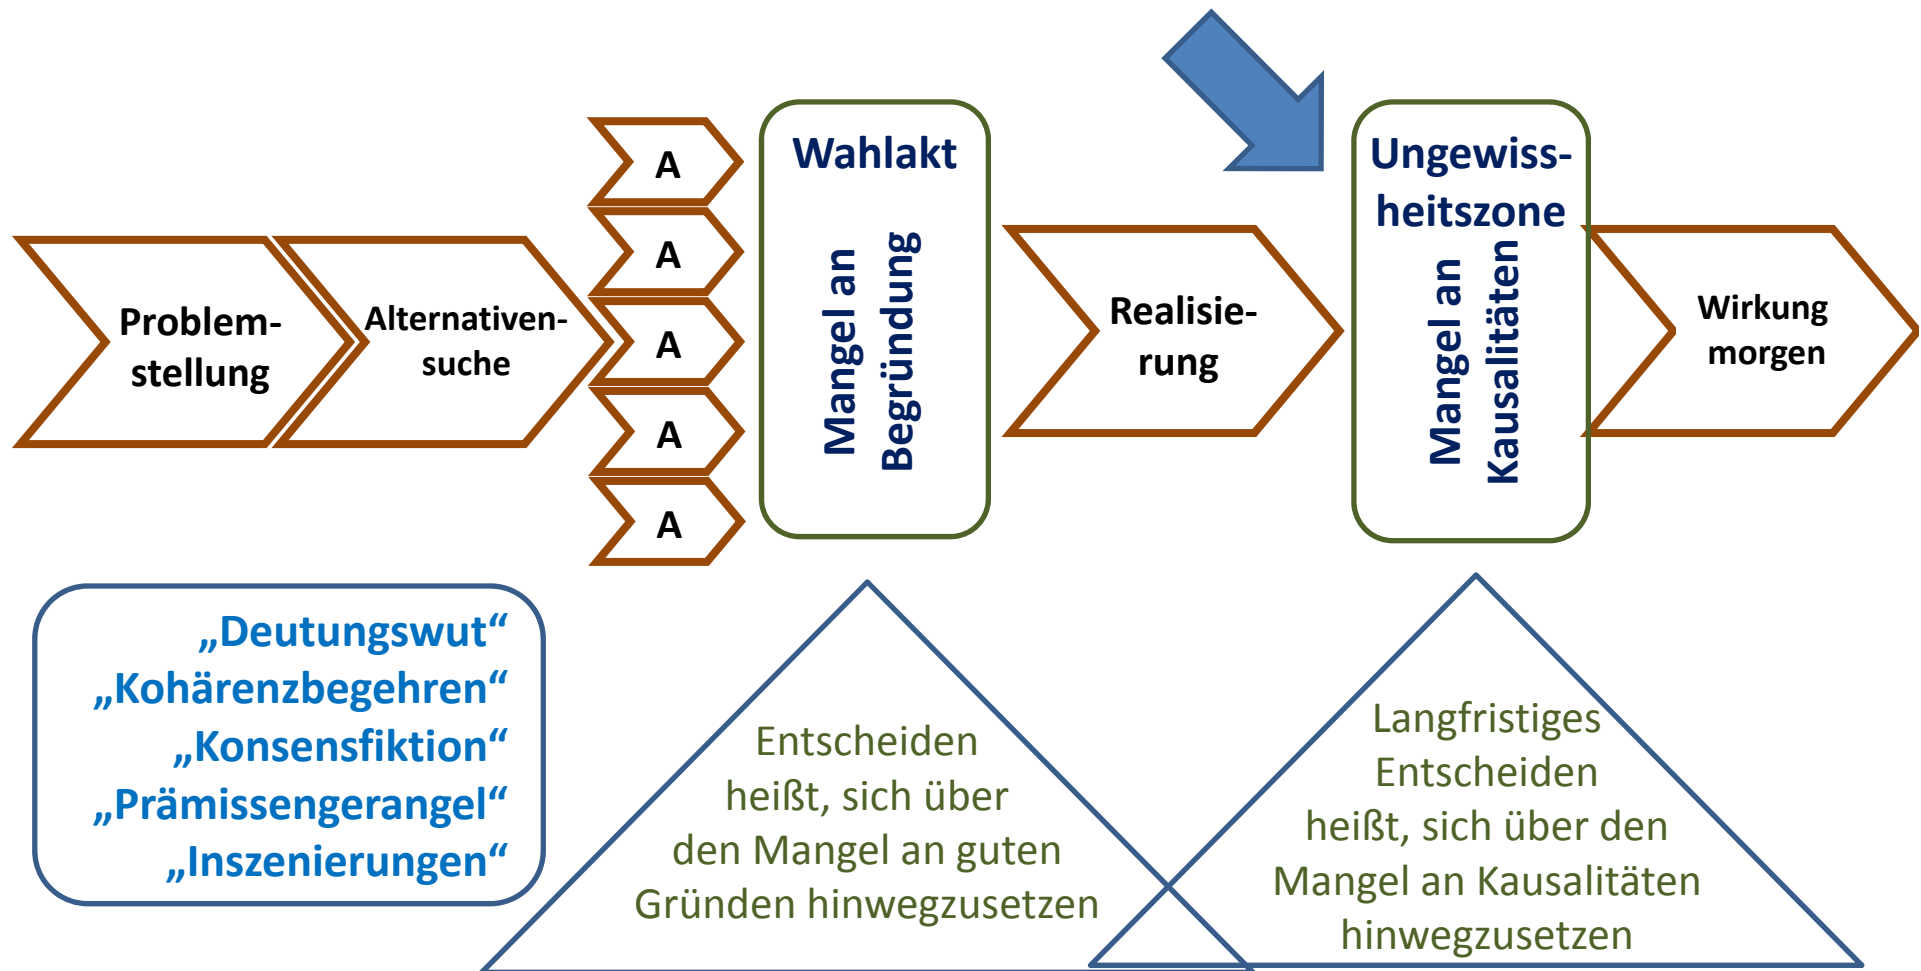 Problem-
stellung
Alternativen-
suche
A
A
A
A
A
Wahlakt
Mangel an
Begründung
Realisie-
rung
Ungewiss-
heitszone
Mangel an
Kausalitäten
Wirkung
morgen
„Deutungswut“
„Kohärenzbegehren“
„Konsensfiktion“
„Prämissengerangel“
„Inszenierungen“
Entscheiden
heißt, sich über
den Mangel an guten
Gründen hinwegzusetzen
Langfristiges
Entscheiden
heißt, sich über den
Mangel an Kausalitäten
hinwegzusetzen